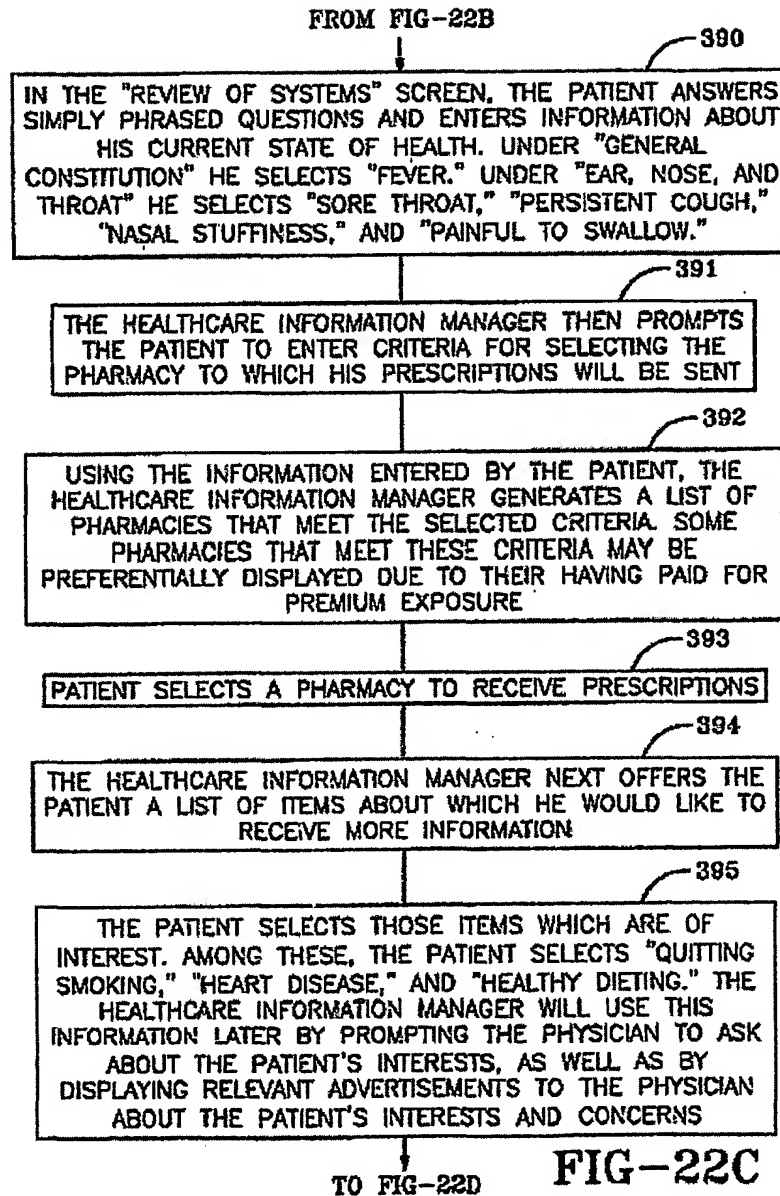 FROM FIG-22B
390
IN THE "REVIEW OF SYSTEMS" SCREEN, THE PATIENT ANSWERS
SIMPLY PHRASED QUESTIONS AND ENTERS INFORMATION ABOUT
HIS CURRENT STATE OF HEALTH. UNDER "GENERAL
CONSTITUTION" HE SELECTS "FEVER." UNDER "EAR, NOSE, AND
THROAT" HE SELECTS "SORE THROAT," "PERSISTENT COUGH,"
"NASAL STUFFINESS," AND "PAINFUL TO SWALLOW."
391
THE HEALTHCARE INFORMATION MANAGER THEN PROMPTS
THE PATIENT TO ENTER CRITERIA FOR SELECTING THE
PHARMACY TO WHICH HIS PRESCRIPTIONS WILL BE SENT
392
USING THE INFORMATION ENTERED BY THE PATIENT, THE
HEALTHCARE INFORMATION MANAGER GENERATES A LIST OF
PHARMACIES THAT MEET THE SELECTED CRITERIA. SOME
PHARMACIES THAT MEET THESE CRITERIA MAY BE
PREFERENTIALLY DISPLAYED DUE TO THEIR HAVING PAID FOR
PREMIUM EXPOSURE
393
PATIENT SELECTS A PHARMACY TO RECEIVE PRESCRIPTIONS
394
THE HEALTHCARE INFORMATION MANAGER NEXT OFFERS THE
PATIENT A LIST OF ITEMS ABOUT WHICH HE WOULD LIKE TO
RECEIVE MORE INFORMATION
395
THE PATIENT SELECTS THOSE ITEMS WHICH ARE OF
INTEREST. AMONG THESE, THE PATIENT SELECTS "QUITTING
SMOKING," "HEART DISEASE," AND "HEALTHY DIETING." THE
HEALTHCARE INFORMATION MANAGER WILL USE THIS
INFORMATION LATER BY PROMPTING THE PHYSICIAN TO ASK
ABOUT THE PATIENT'S INTERESTS, AS WELL AS BY
DISPLAYING RELEVANT ADVERTISEMENTS TO THE PHYSICIAN
ABOUT THE PATIENT'S INTERESTS AND CONCERNS
TO FIG-22D
FIG-22C